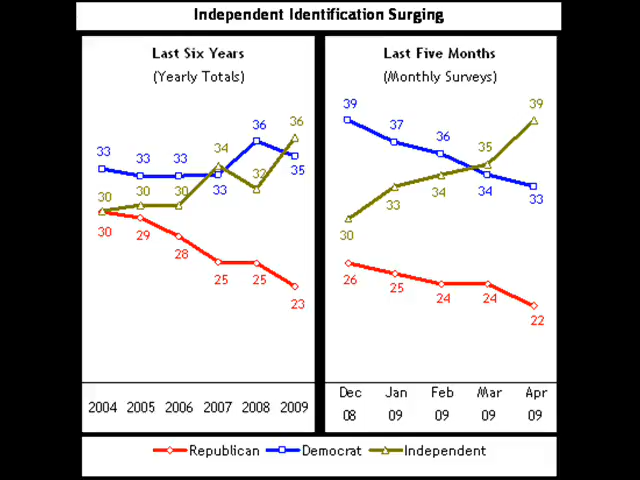 Independent Identification Surging
Last Six Years
(Yearly Totals)
33 33 33 34 36 36
30 30 30 33 32 35
30 29 28 25 25 23
2004 2005 2006 2007 2008 2009
Last Five Months
(Monthly Surveys)
39 37 36 35 39
30 33 34 34 33
26 25 24 24 22
Dec Jan Feb Mar Apr
08 09 09 09 09
Republican Democrat Independent